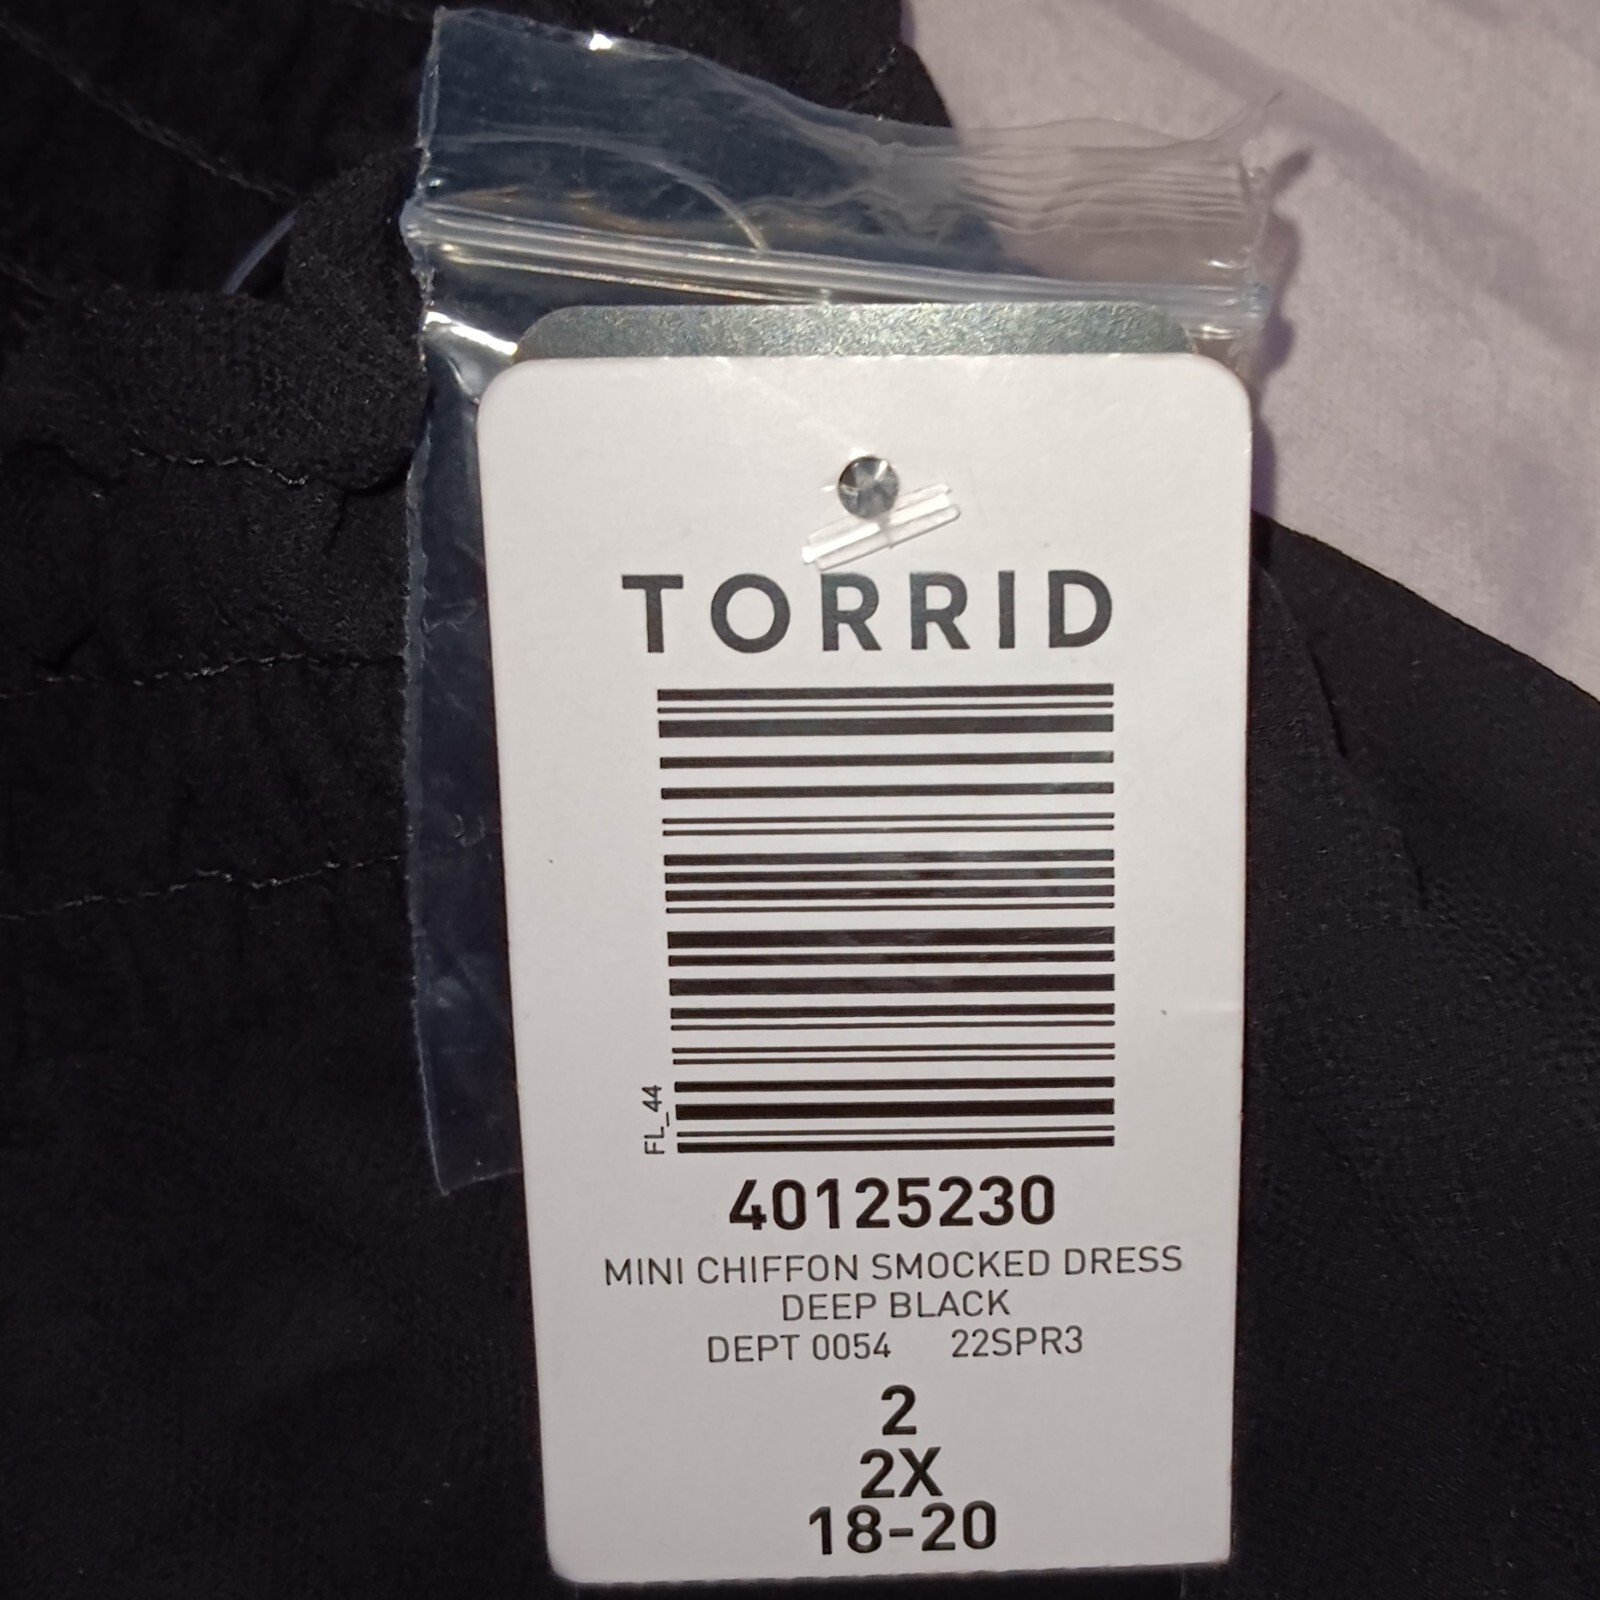 TORRID
FL_44
40125230
MINI CHIFFON SMOCKED DRESS
DEEP BLACK
DEPT 0054 22SPR3
2
2X
18-20